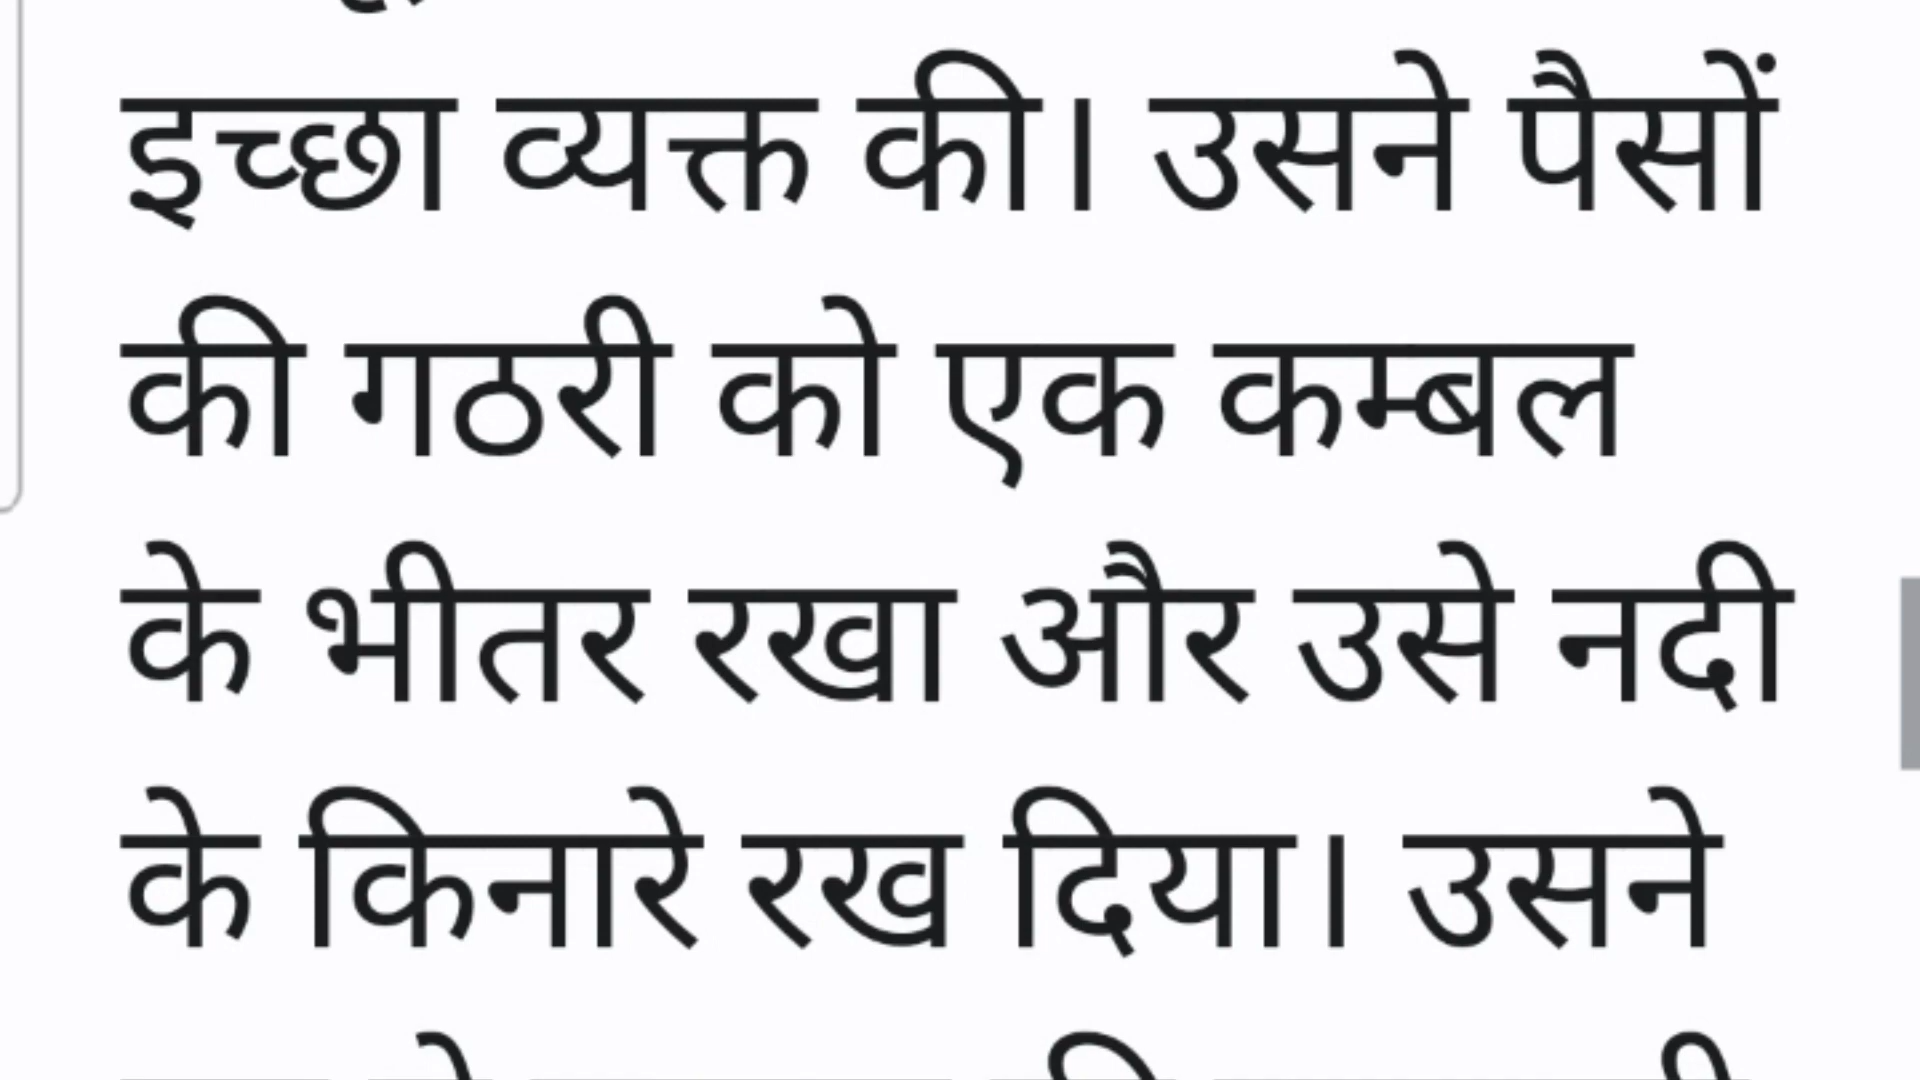 इच्छा व्यक्त की। उसने पैसों
की गठरी को एक कम्बल
के भीतर रखा और उसे नदी
के किनारे रख दिया। उसने